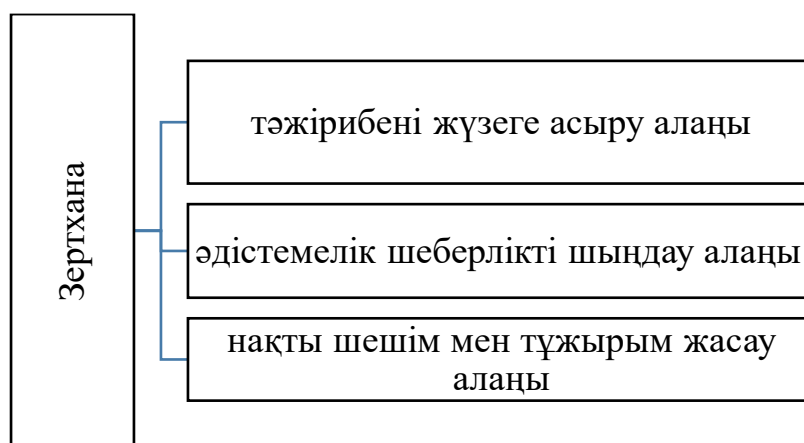 Зертхана
тәжірибені жүзеге асыру алаңы
әдістемелік шеберлікті шыңдау алаңы
нақты шешім мен тұжырым жасау
алаңы